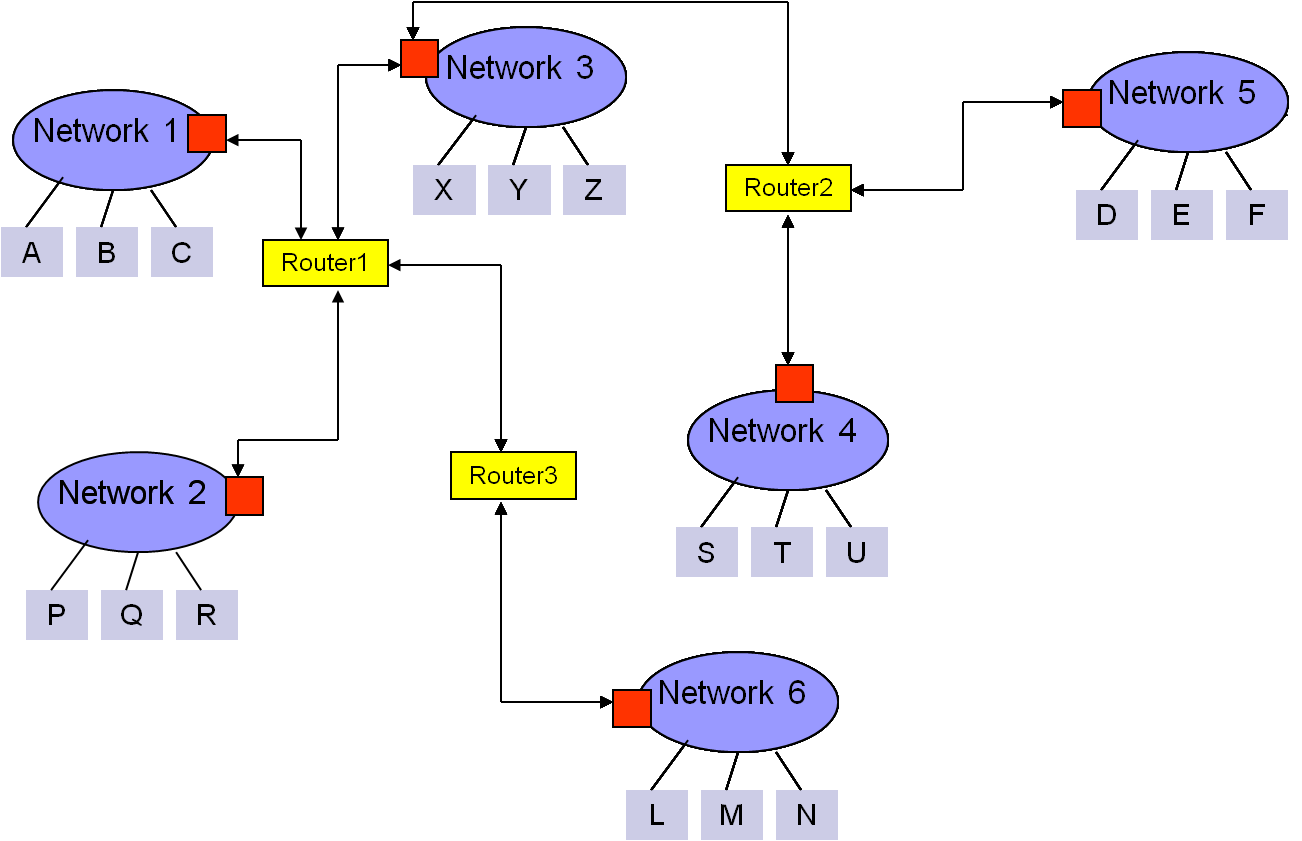 Network 3
Network 5
Network 1
X Y Z
Router2
D E F
A B C
Router1
Network 4
Router3
Network 2
S T U
P Q R
Network 6
L M N